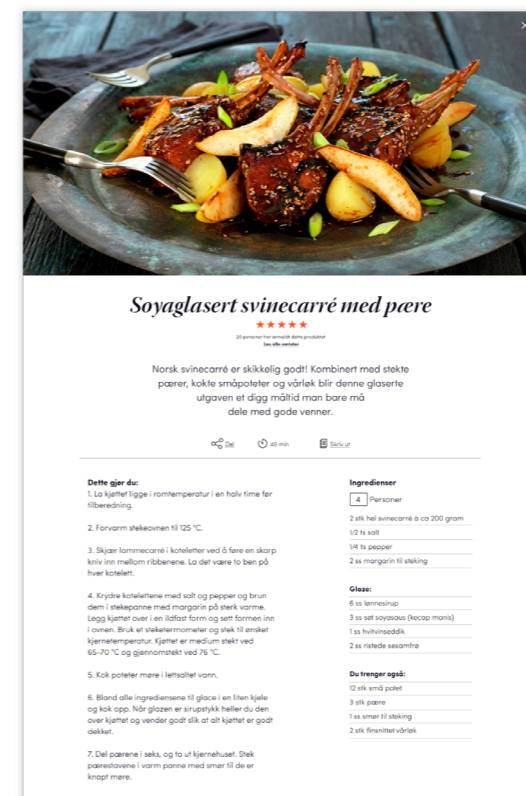 Soyaglasert svinecarré med pære
20 personer har anmeldt dette produktet
Les alle omtaler
Norsk svinecarré er skikkelig godt! Kombinert med stekte
pærer, kokte småpoteter og vårløk blir denne glaserte
utgaven et digg måltid man bare må
dele med gode venner.
Del
40 min
Skriv ut
Dette gjør du:
1. La kjøttet ligge i romtemperatur i en halv time før
tilberedning.
2. Forvarm stekeovnen til 125 °C.
3. Skjær lammecarré i koteletter ved å føre en skarp
kniv inn mellom ribbenene. La det være to ben på
hver kotelett.
4. Krydre kotelettene med salt og pepper og brun
dem i stekepanne med margarin på sterk varme.
Legg kjøttet over i en ildfast form og sett formen inn
i ovnen. Bruk et steketermometer og stek til ønsket
kjernetemperatur. Kjøttet er medium stekt ved
65–70 °C og gjennomstekt ved 76 °C.
5. Kok poteter møre i lettsaltet vann.
6. Bland alle ingrediensene til glace i en liten kjele
og kok opp. Når glazen er sirupstykk heller du den
over kjøttet og vender godt slik at alt kjøttet er godt
dekket.
7. Del pærene i seks, og ta ut kjernehuset. Stek
pærestavene i varm panne med smør til de er
knapt møre.
Ingredienser
4 Personer
2 stk hel svinecarré à ca 200 gram
1/2 ts salt
1/4 ts pepper
2 ss margarin til steking
Glaze:
6 ss lønnesirup
3 ss søt soyasaus (kecap manis)
1 ss hvitvinseddik
2 ss ristede sesamfrø
Du trenger også:
12 stk små potet
3 stk pære
1 ss smør til steking
2 stk finsnittet vårløk